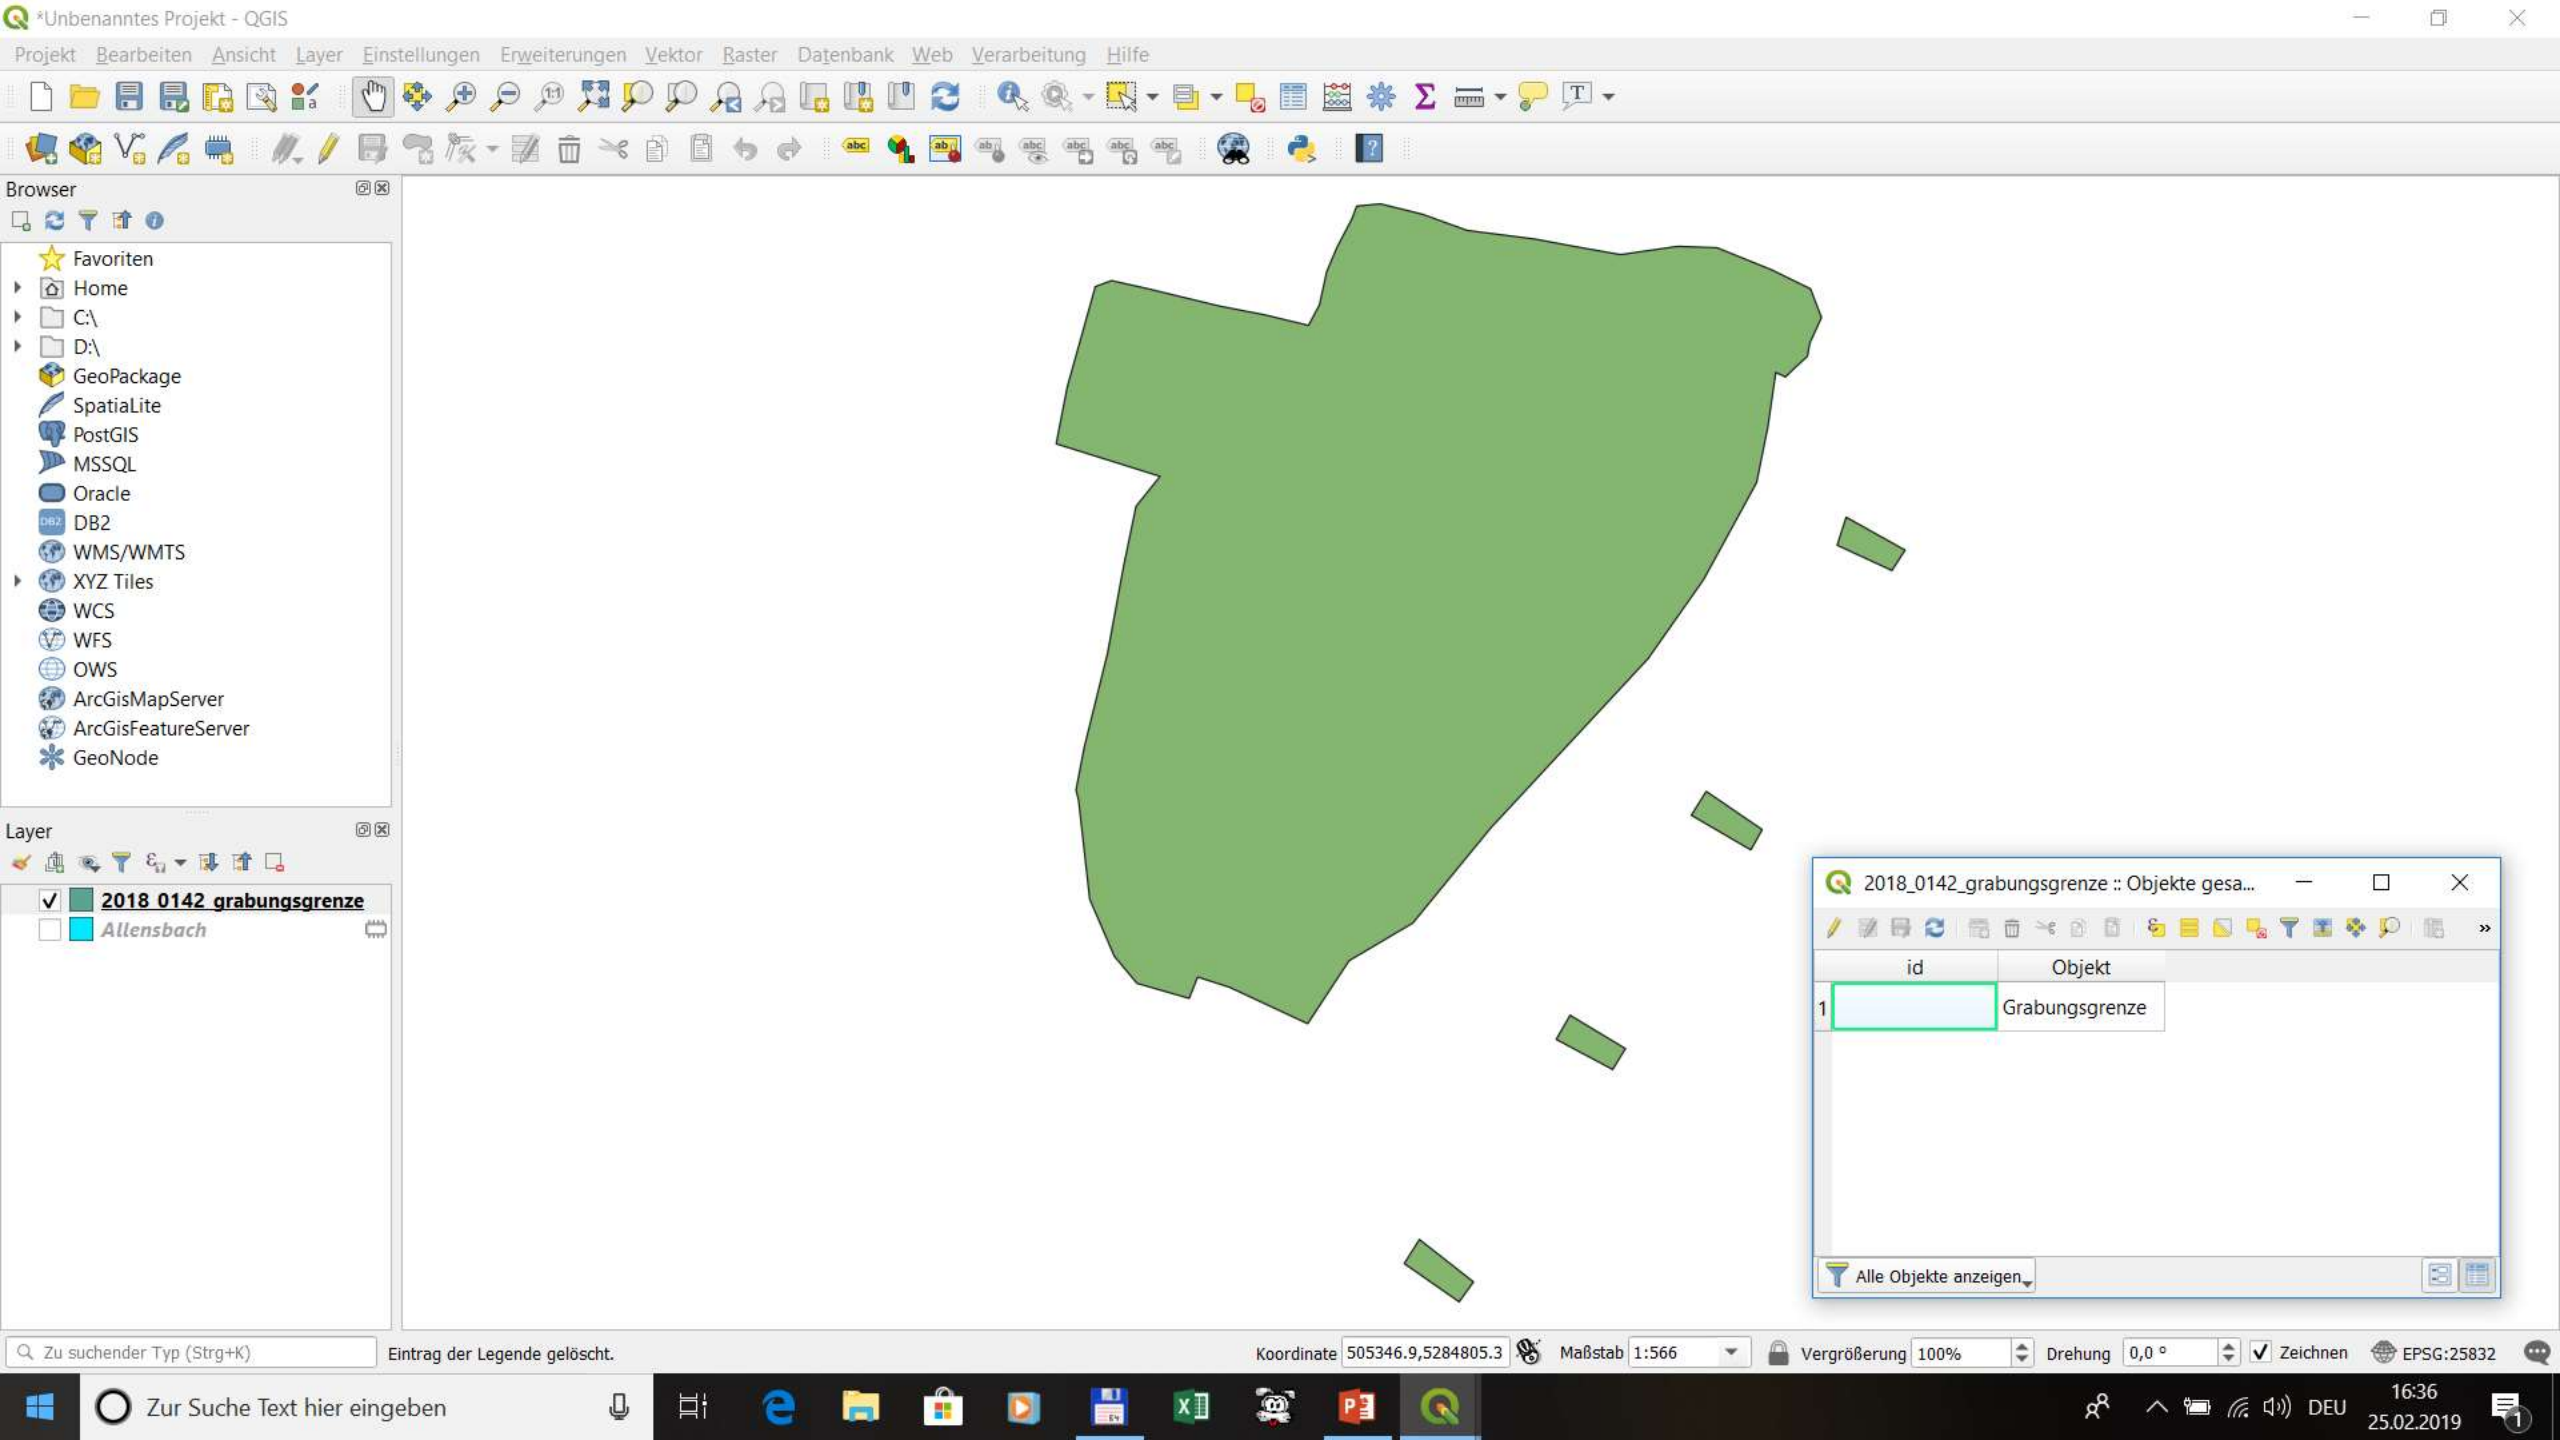 *Unbenanntes Projekt - QGIS
Projekt Bearbeiten Ansicht Layer Einstellungen Erweiterungen Vektor Raster Datenbank Web Verarbeitung Hilfe
Browser
Favoriten
Home
C:\
D:\
GeoPackage
SpatiaLite
PostGIS
MSSQL
Oracle
DB2
WMS/WMTS
XYZ Tiles
WCS
WFS
OWS
ArcGisMapServer
ArcGisFeatureServer
GeoNode
Layer
2018_0142_grabungsgrenze
Allensbach
2018_0142_grabungsgrenze :: Objekte gesa...
id Objekt
1 Grabungsgrenze
Alle Objekte anzeigen
Zu suchender Typ (Strg+K) Eintrag der Legende gelöscht. Koordinate 505346.9,5284805.3 Maßstab 1:566 Vergrößerung 100% Drehung 0,0 ° Zeichnen EPSG:25832
Zur Suche Text hier eingeben
DEU
16:36
25.02.2019
1